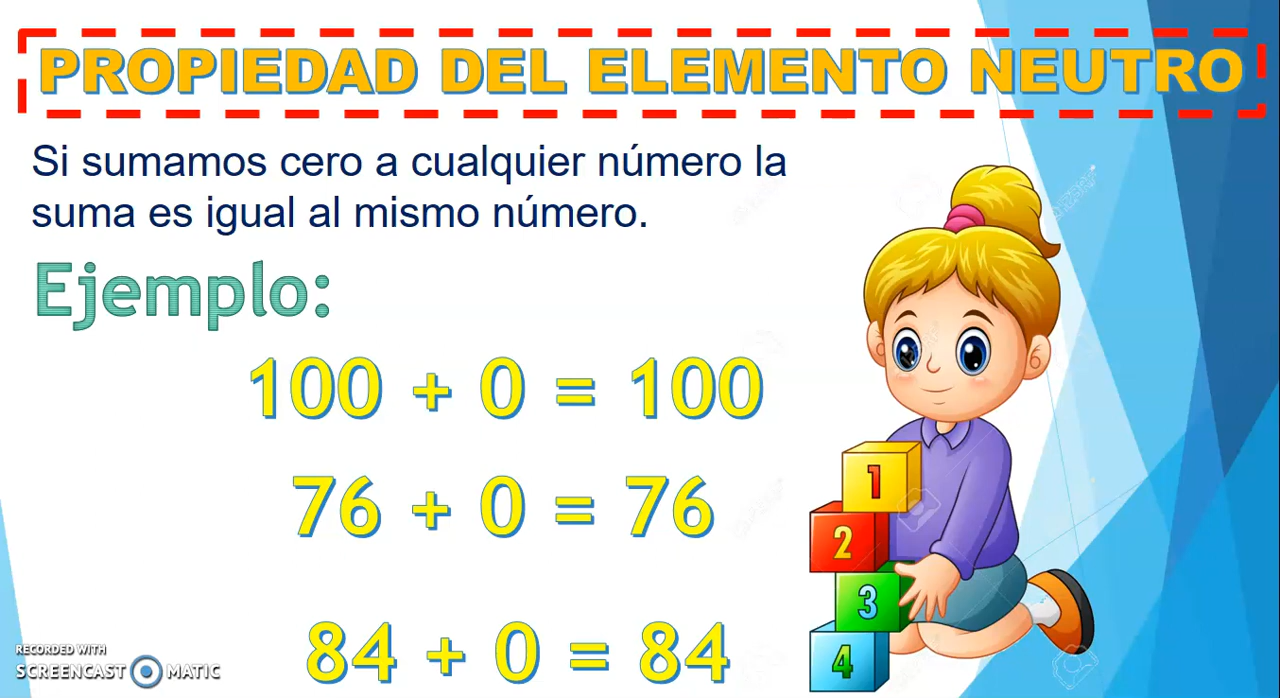 PROPIEDAD DEL ELEMENTO NEUTRO
Si sumamos cero a cualquier número la
suma es igual al mismo número.
Ejemplo:
100 + 0 = 100
76 + 0 = 76
84 + 0 = 84
1
2
3
4
RECORDED WITH
SCREENCAST MATIC